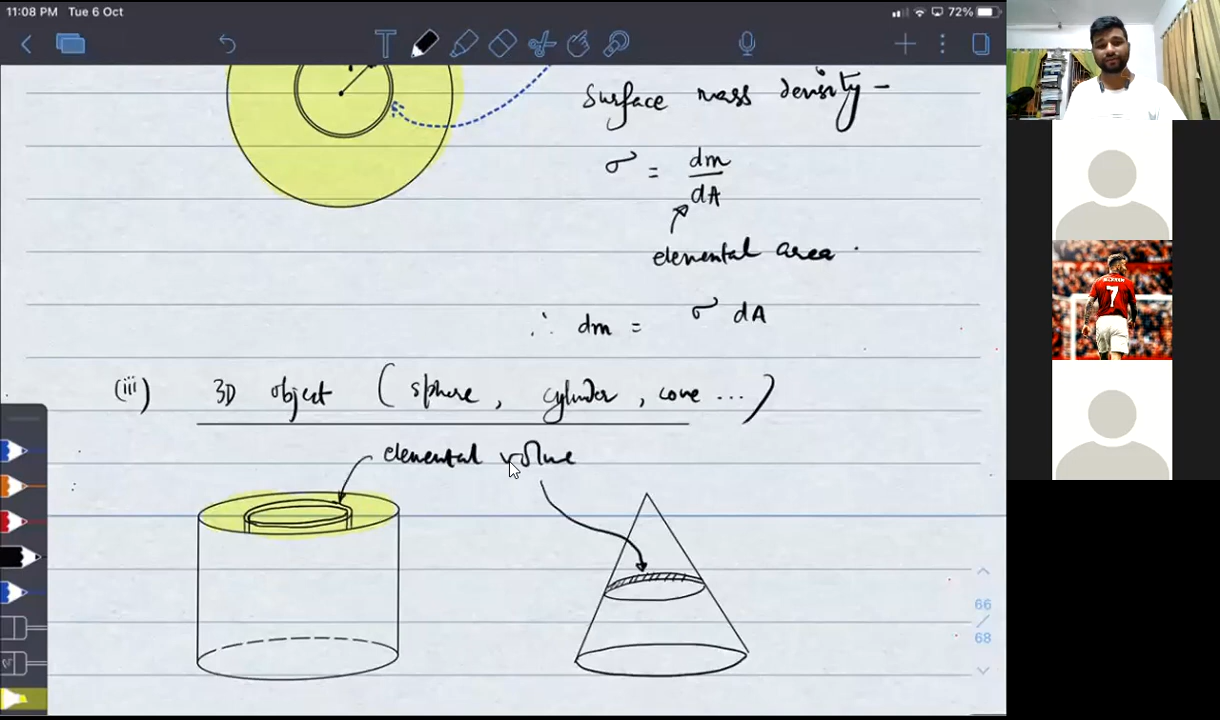 11:08 PM Tue 6 Oct
72%
T
Surface mass density -
σ = dm
dA
elemental area
∴ dm = σ dA
(iii) 3D object (sphere, cylinder, cone ...)
elemental volume
66
/
68
7